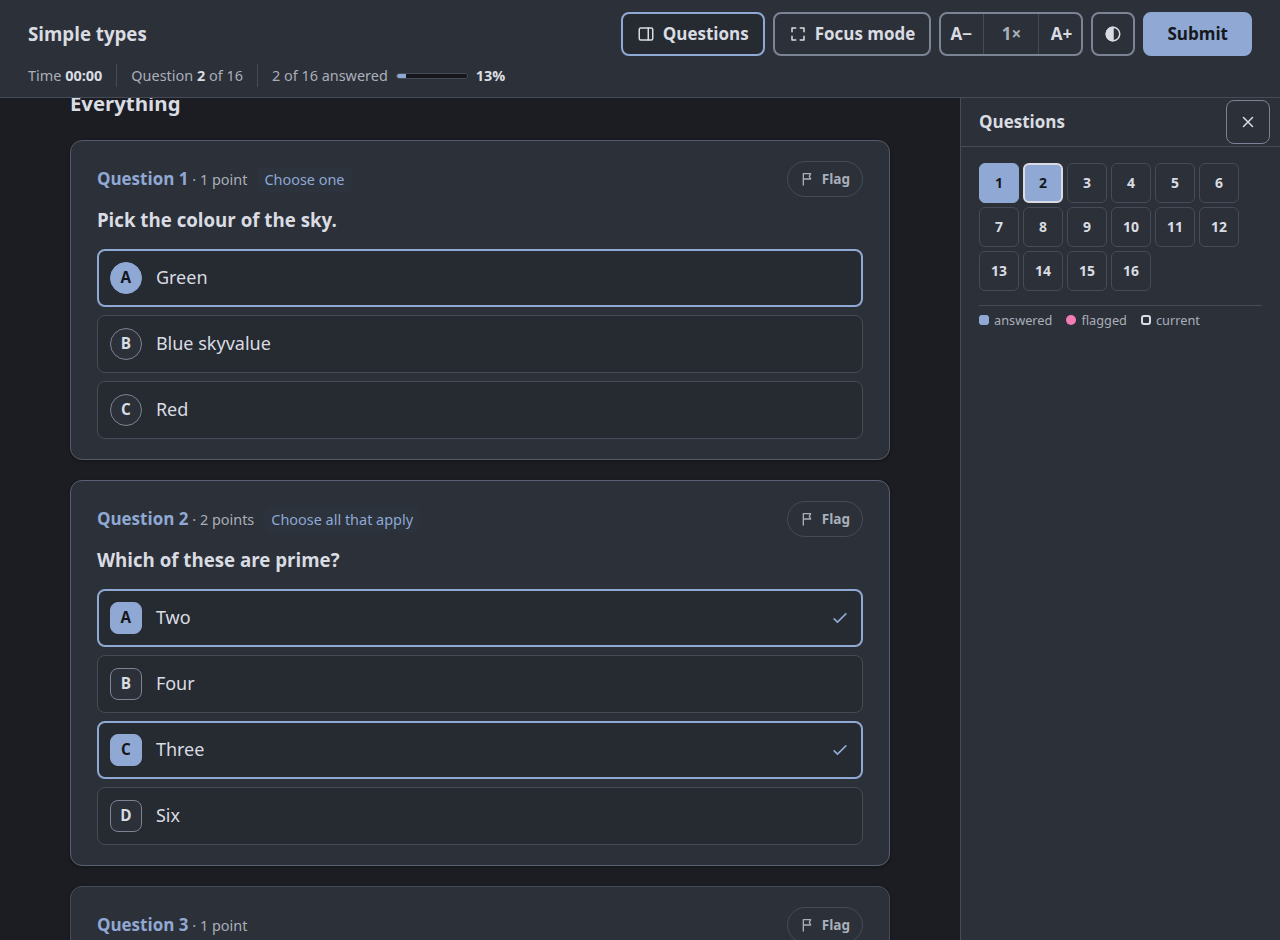 Simple types
Questions
Focus mode
A−
1×
A+
Submit
Time 00:00
Question 2 of 16
2 of 16 answered
13%
Everything
Question 1 · 1 point
Choose one
Flag
Pick the colour of the sky.
A Green
B Blue skyvalue
C Red
Question 2 · 2 points
Choose all that apply
Flag
Which of these are prime?
A Two
B Four
C Three
D Six
Question 3 · 1 point
Flag
Questions
1 2 3 4 5 6
7 8 9 10 11 12
13 14 15 16
answered flagged current